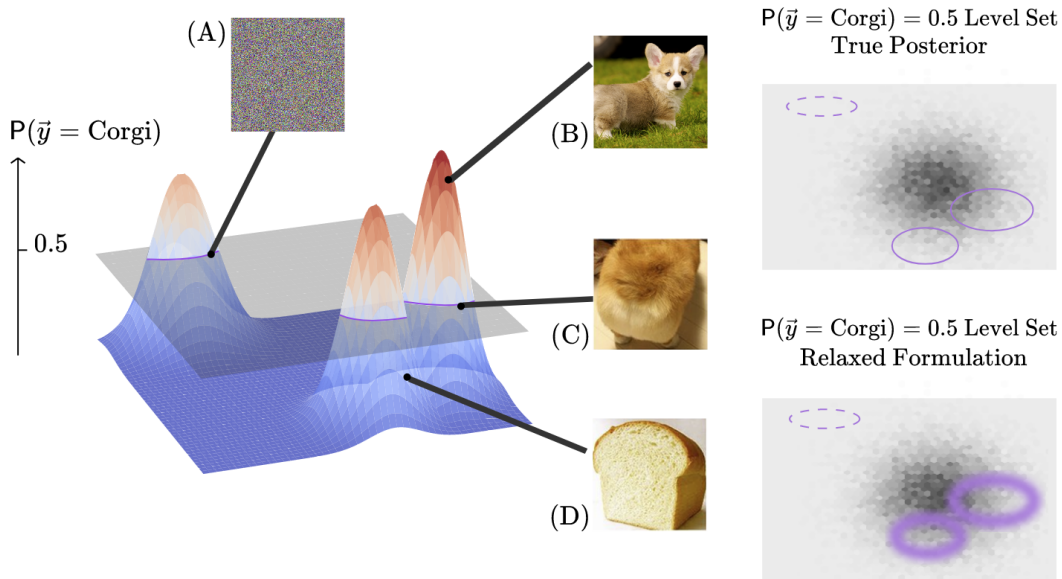 (A)
P(y⃗ = Corgi)
0.5
(B)
(C)
(D)
P(y⃗ = Corgi) = 0.5 Level Set
True Posterior
P(y⃗ = Corgi) = 0.5 Level Set
Relaxed Formulation